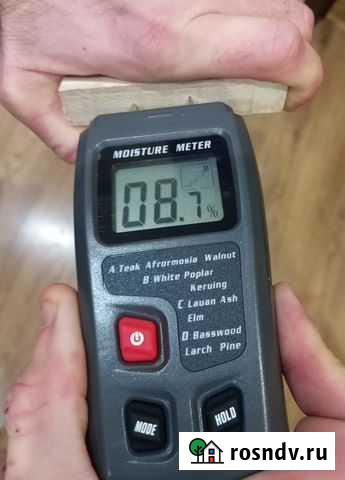 MOISTURE METER
08.7%
A:Teak Afrormosia Walnut
B:White Poplar
Keruing
C:Lauan Ash
Elm
D:Basswood
Larch Pine
MODE
HOLD
rosndv.ru